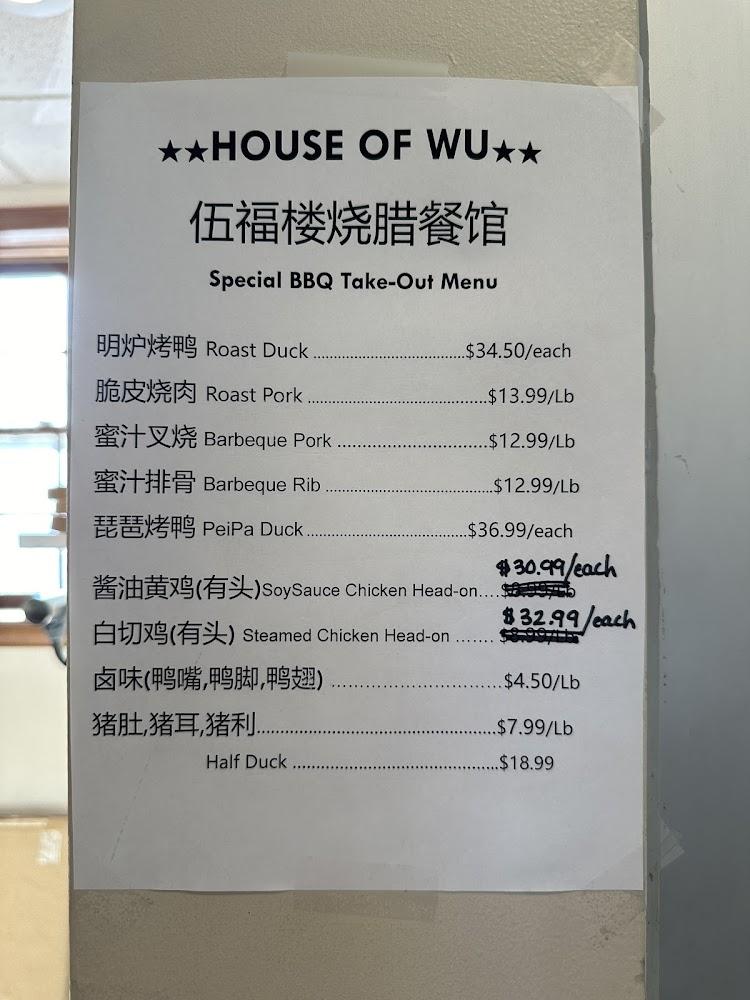 ★★HOUSE OF WU★★
伍福楼烧腊餐馆
Special BBQ Take-Out Menu
明炉烤鸭 Roast Duck ........................................$34.50/each
脆皮烧肉 Roast Pork ........................................$13.99/Lb
蜜汁叉烧 Barbeque Pork ................................$12.99/Lb
蜜汁排骨 Barbeque Rib ........................................$12.99/Lb
琵琶烤鸭 PeiPa Duck ........................................$36.99/each
$30.99/each
酱油黄鸡(有头)SoySauce Chicken Head-on....
$32.99/each
白切鸡(有头) Steamed Chicken Head-on ...... $8.99/Lb
卤味(鸭嘴,鸭脚,鸭翅) ................................$4.50/Lb
猪肚,猪耳,猪利........................................$7.99/Lb
Half Duck ........................................$18.99